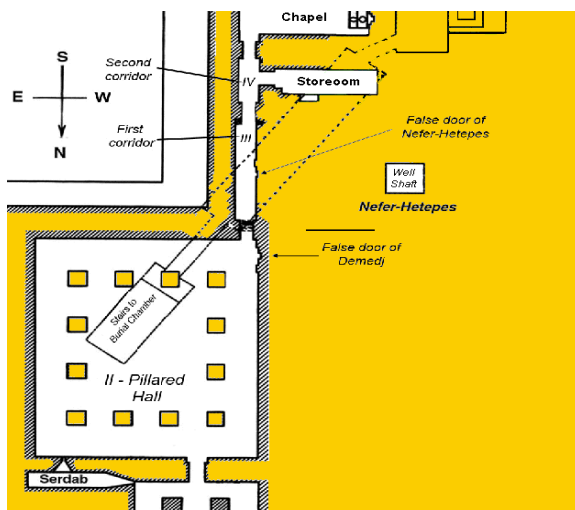 Chapel
S
Second
corridor
IV
Storeoom
E
W
First
corridor
III
False door of
Nefer-Hetepes
N
Well
Shaft
Nefer-Hetepes
False door of
Demedj
Stairs to
Burial Chamber
II - Pillared
Hall
Serdab